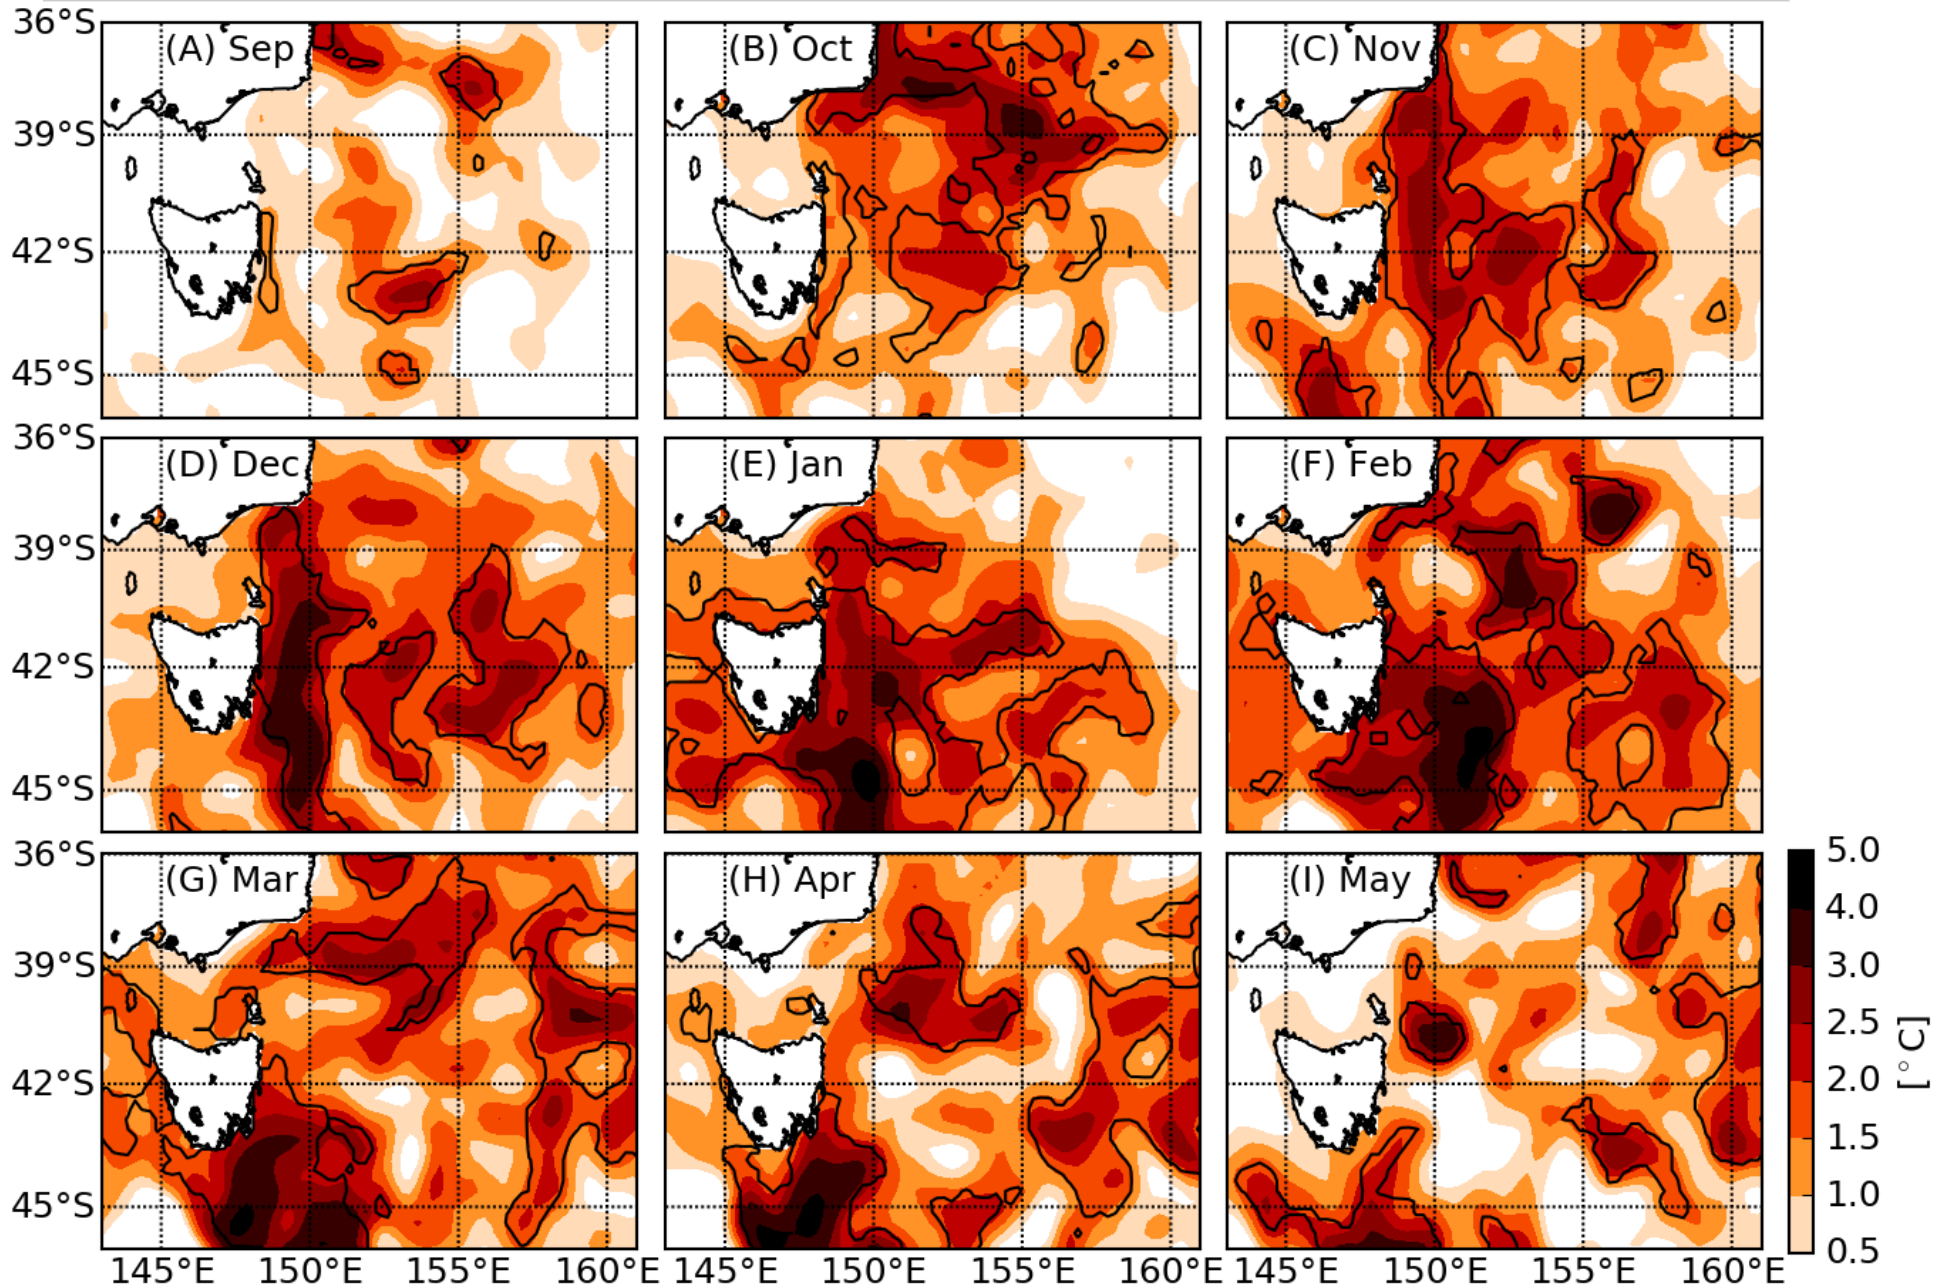 36°S (A) Sep (B) Oct (C) Nov
39°S
42°S
45°S
36°S (D) Dec (E) Jan (F) Feb
39°S
42°S
45°S
36°S (G) Mar (H) Apr (I) May
39°S
42°S
45°S
145°E 150°E 155°E 160°E 145°E 150°E 155°E 160°E 145°E 150°E 155°E 160°E
5.0
4.0
3.0
2.5
2.0
1.5
1.0
0.5
[°C]